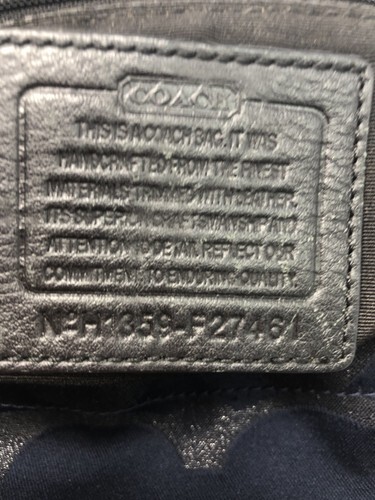 COACH
THIS IS A COACH BAG. IT WAS
HANDCRAFTED FROM THE FINEST
MATERIALS TRIMMED WITH LEATHER.
ITS SUPERIOR CRAFTSMANSHIP AND
ATTENTION TO DETAIL REFLECT OUR
COMMITMENT TO ENDURING QUALITY.
Nº H1359-F27461